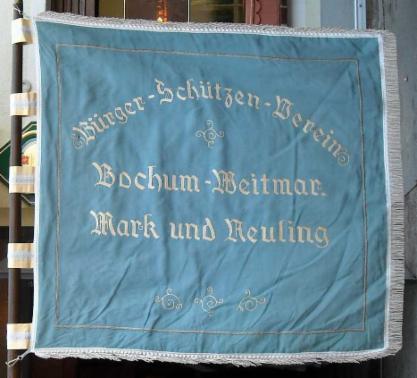 Bürger-Schützen-Verein
Bochum-Weitmar.
Mark und Neuling